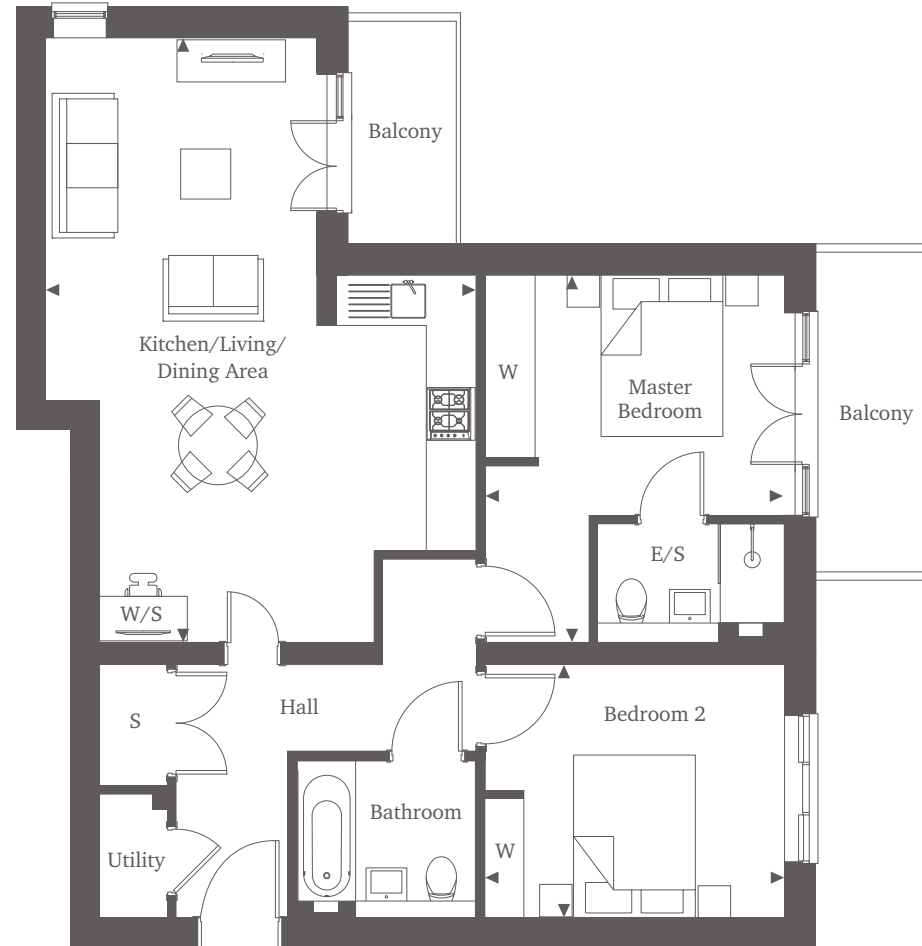 Balcony
Kitchen/Living/
Dining Area
W
Master
Bedroom
Balcony
E/S
W/S
S
Hall
Bedroom 2
Bathroom
W
Utility